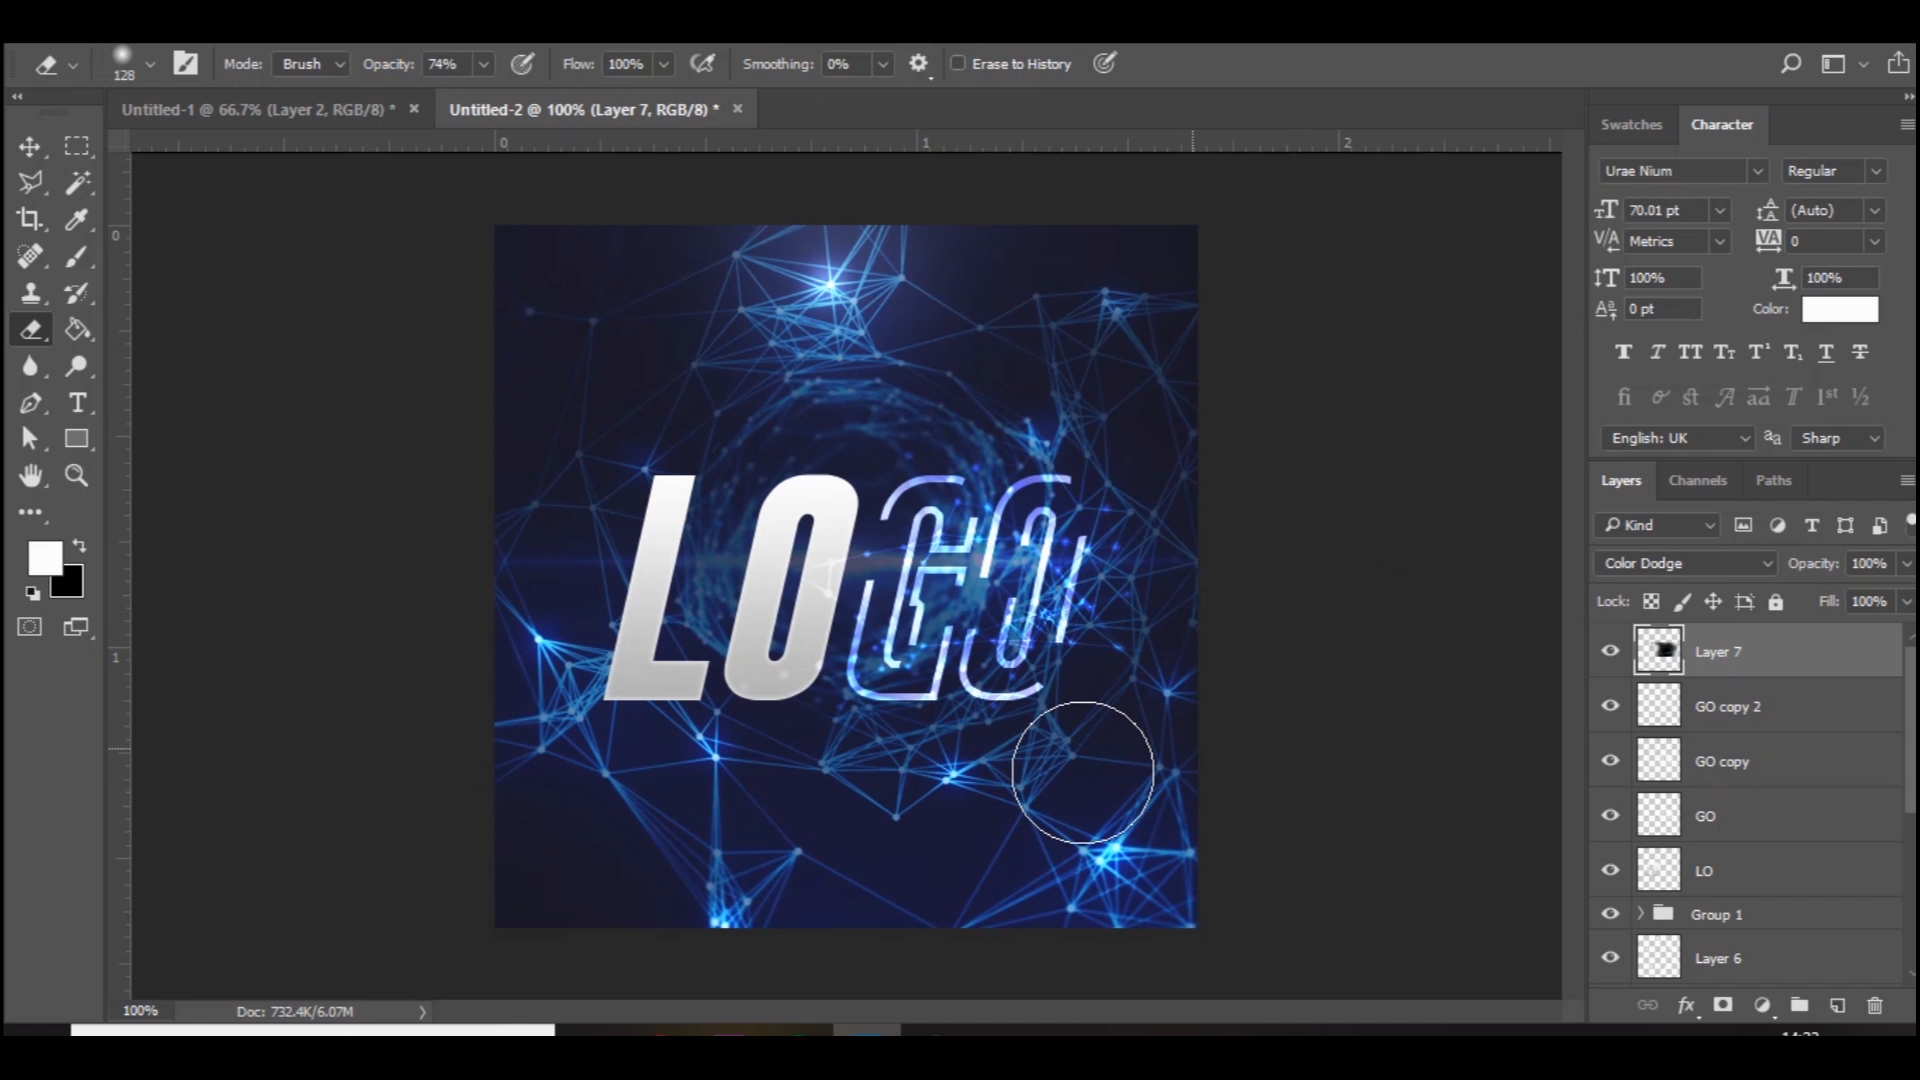 128 Mode: Brush Opacity: 74% Flow: 100% Smoothing: 0% Erase to History
Untitled-1 @ 66.7% (Layer 2, RGB/8) * × Untitled-2 @ 100% (Layer 7, RGB/8) * ×
Swatches Character
0 1 2
Urae Nium Regular
70.01 pt (Auto)
Metrics 0
100% 100%
0 pt Color:
English: UK Sharp
0
1
LOGO
Layers Channels Paths
Kind
Color Dodge Opacity: 100%
Lock: Fill: 100%
Layer 7
GO copy 2
GO copy
GO
LO
Group 1
Layer 6
100% Doc: 732.4K/6.07M